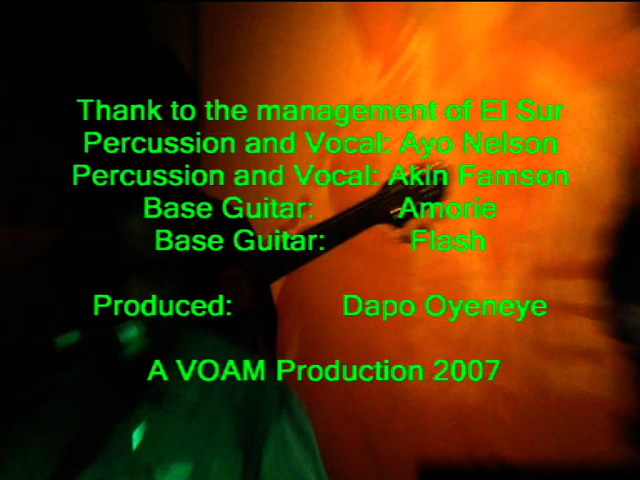 Thank to the management of El Sur
Percussion and Vocal: Ayo Nelson
Percussion and Vocal: Akin Famson
Base Guitar: Amorie
Base Guitar: Flash
Produced: Dapo Oyeneye
A VOAM Production 2007